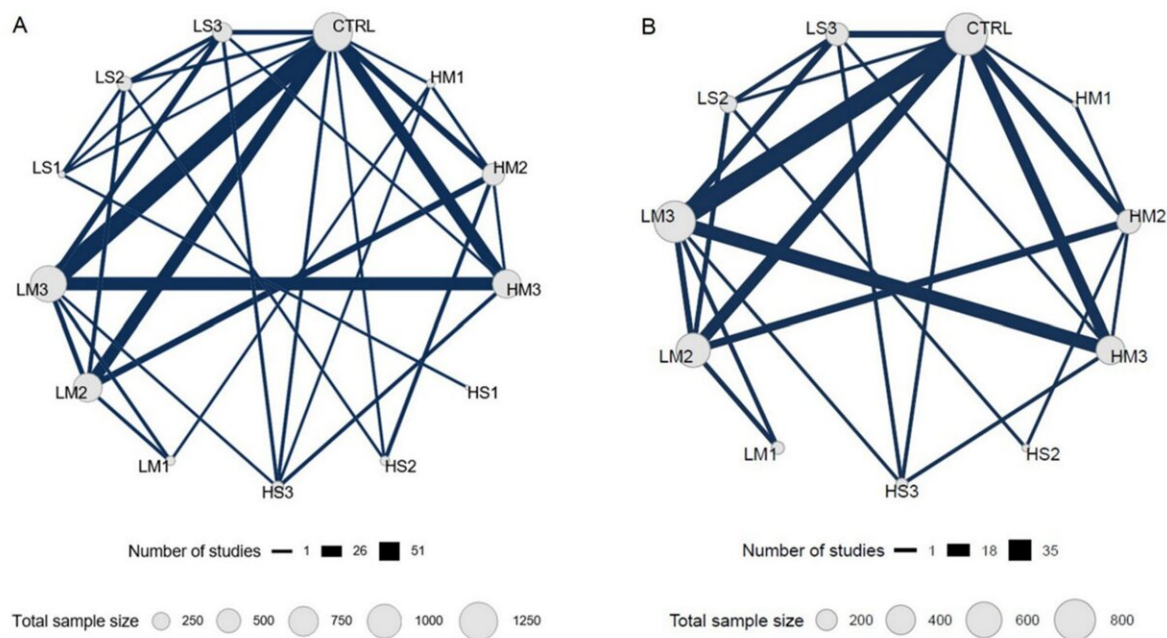 A
CTRL
LS3
HM1
LS2
HM2
LS1
LM3
HM3
LM2
HS1
LM1
HS2
HS3
Number of studies 1 26 51
Total sample size 250 500 750 1000 1250
B
CTRL
LS3
HM1
LS2
HM2
LM3
LM2
HM3
LM1
HS2
HS3
Number of studies 1 18 35
Total sample size 200 400 600 800